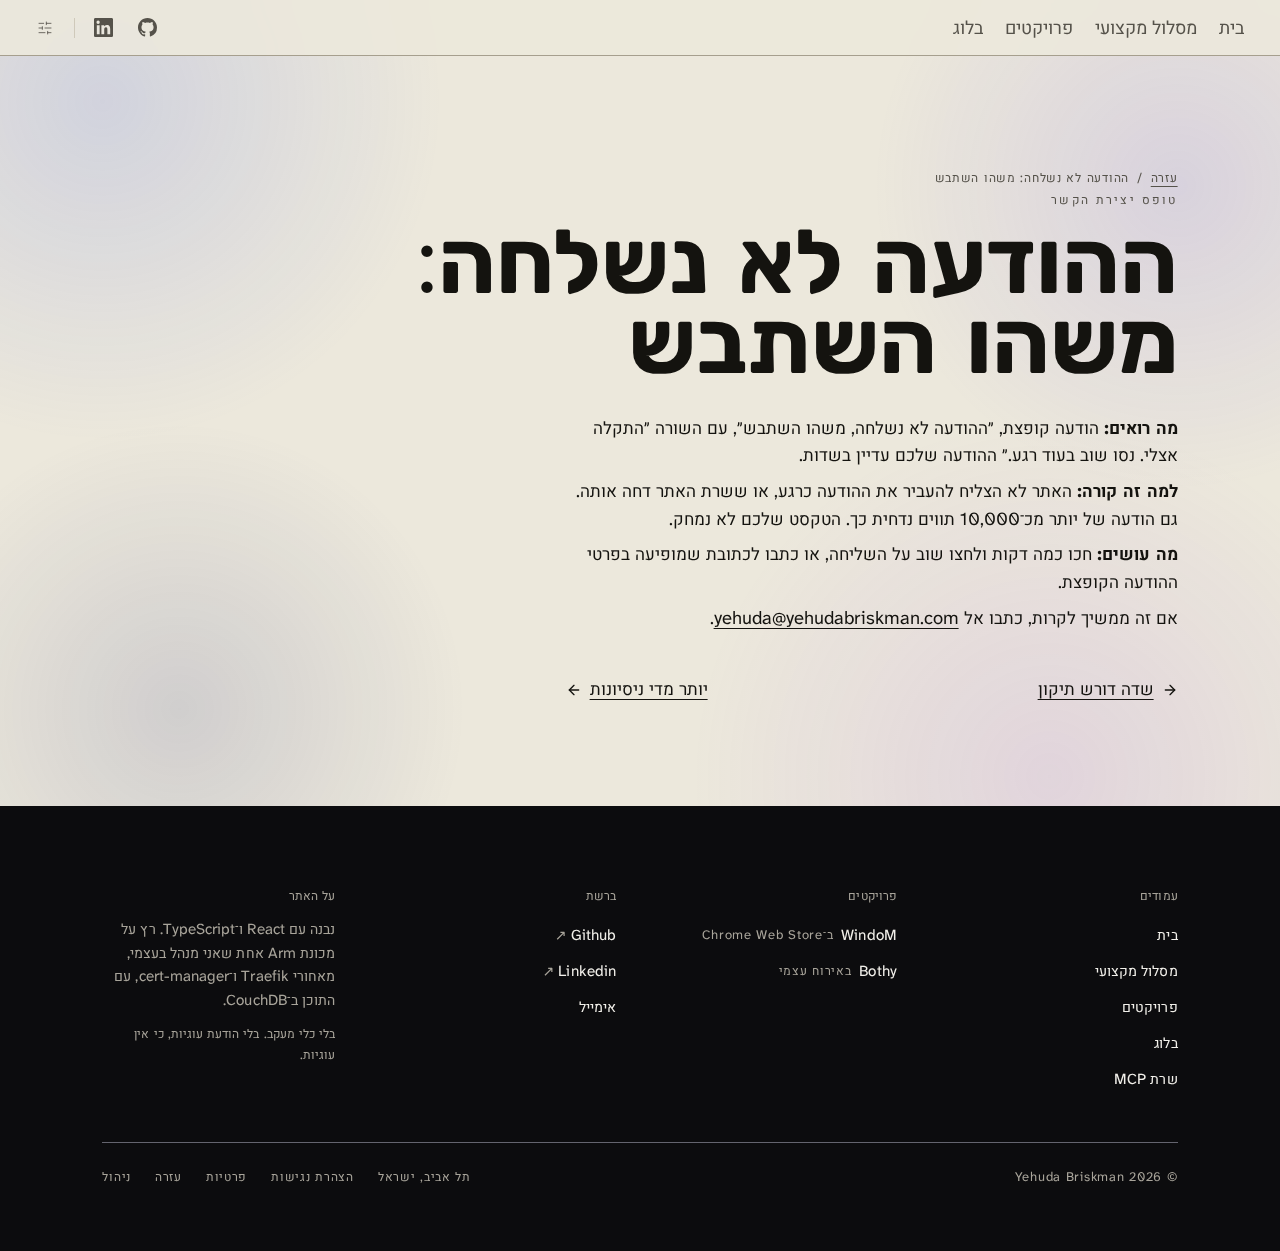 בית
מסלול מקצועי
פרויקטים
בלוג
עזרה / ההודעה לא נשלחה: משהו השתבש
טופס יצירת הקשר
ההודעה לא נשלחה:
משהו השתבש
מה רואים: הודעה קופצת, ״ההודעה לא נשלחה, משהו השתבש״, עם השורה ״התקלה
אצלי. נסו שוב בעוד רגע.״ ההודעה שלכם עדיין בשדות.
למה זה קורה: האתר לא הצליח להעביר את ההודעה כרגע, או ששרת האתר דחה אותה.
גם הודעה של יותר מכ־10,000 תווים נדחית כך. הטקסט שלכם לא נמחק.
מה עושים: חכו כמה דקות ולחצו שוב על השליחה, או כתבו לכתובת שמופיעה בפרטי
ההודעה הקופצת.
אם זה ממשיך לקרות, כתבו אל yehuda@yehudabriskman.com.
→ שדה דורש תיקון
יותר מדי ניסיונות ←
עמודים
בית
מסלול מקצועי
פרויקטים
בלוג
שרת MCP
פרויקטים
WindoM ב־Chrome Web Store
Bothy באירוח עצמי
ברשת
Github ↗
Linkedin ↗
אימייל
על האתר
נבנה עם React ו־TypeScript. רץ על
מכונת Arm אחת שאני מנהל בעצמי,
מאחורי Traefik ו־cert-manager, עם
התוכן ב־CouchDB.
בלי כלי מעקב. בלי הודעת עוגיות, כי אין
עוגיות.
© 2026 Yehuda Briskman
תל אביב, ישראל
הצהרת נגישות
פרטיות
עזרה
ניהול